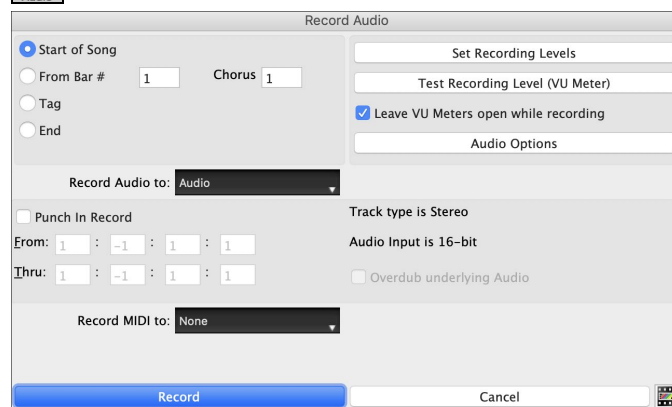 Record Audio
Start of Song
From Bar # 1 Chorus 1
Tag
End
Set Recording Levels
Test Recording Level (VU Meter)
Leave VU Meters open while recording
Audio Options
Record Audio to: Audio
Punch In Record
From: 1 : -1 : 1 : 1
Thru: 1 : -1 : 1 : 1
Track type is Stereo
Audio Input is 16-bit
Overdub underlying Audio
Record MIDI to: None
Record
Cancel